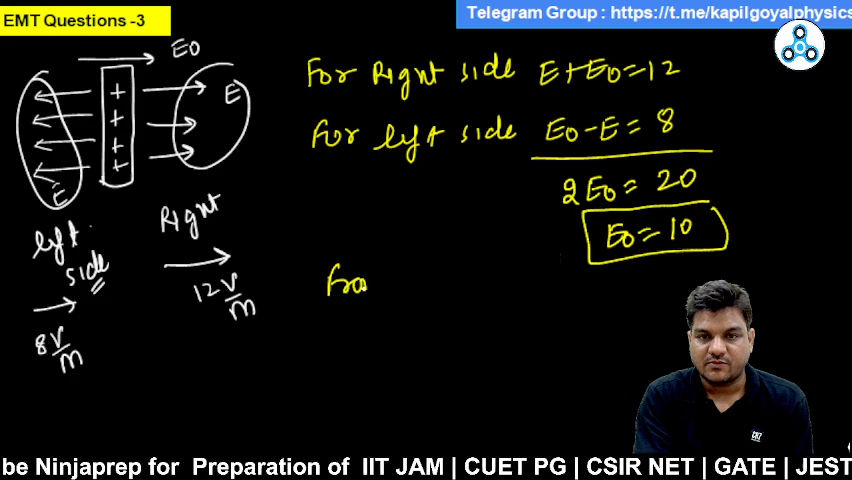 EMT Questions -3
Telegram Group : https://t.me/kapilgoyalphysics
E0
+
+
+
+
E
E
left
side
8 V/m
Right
12 V/m
For Right side E+E0=12
For left side E0-E=8
2E0=20
E0=10
Fro
be Ninjaprep for Preparation of IIT JAM | CUET PG | CSIR NET | GATE | JEST